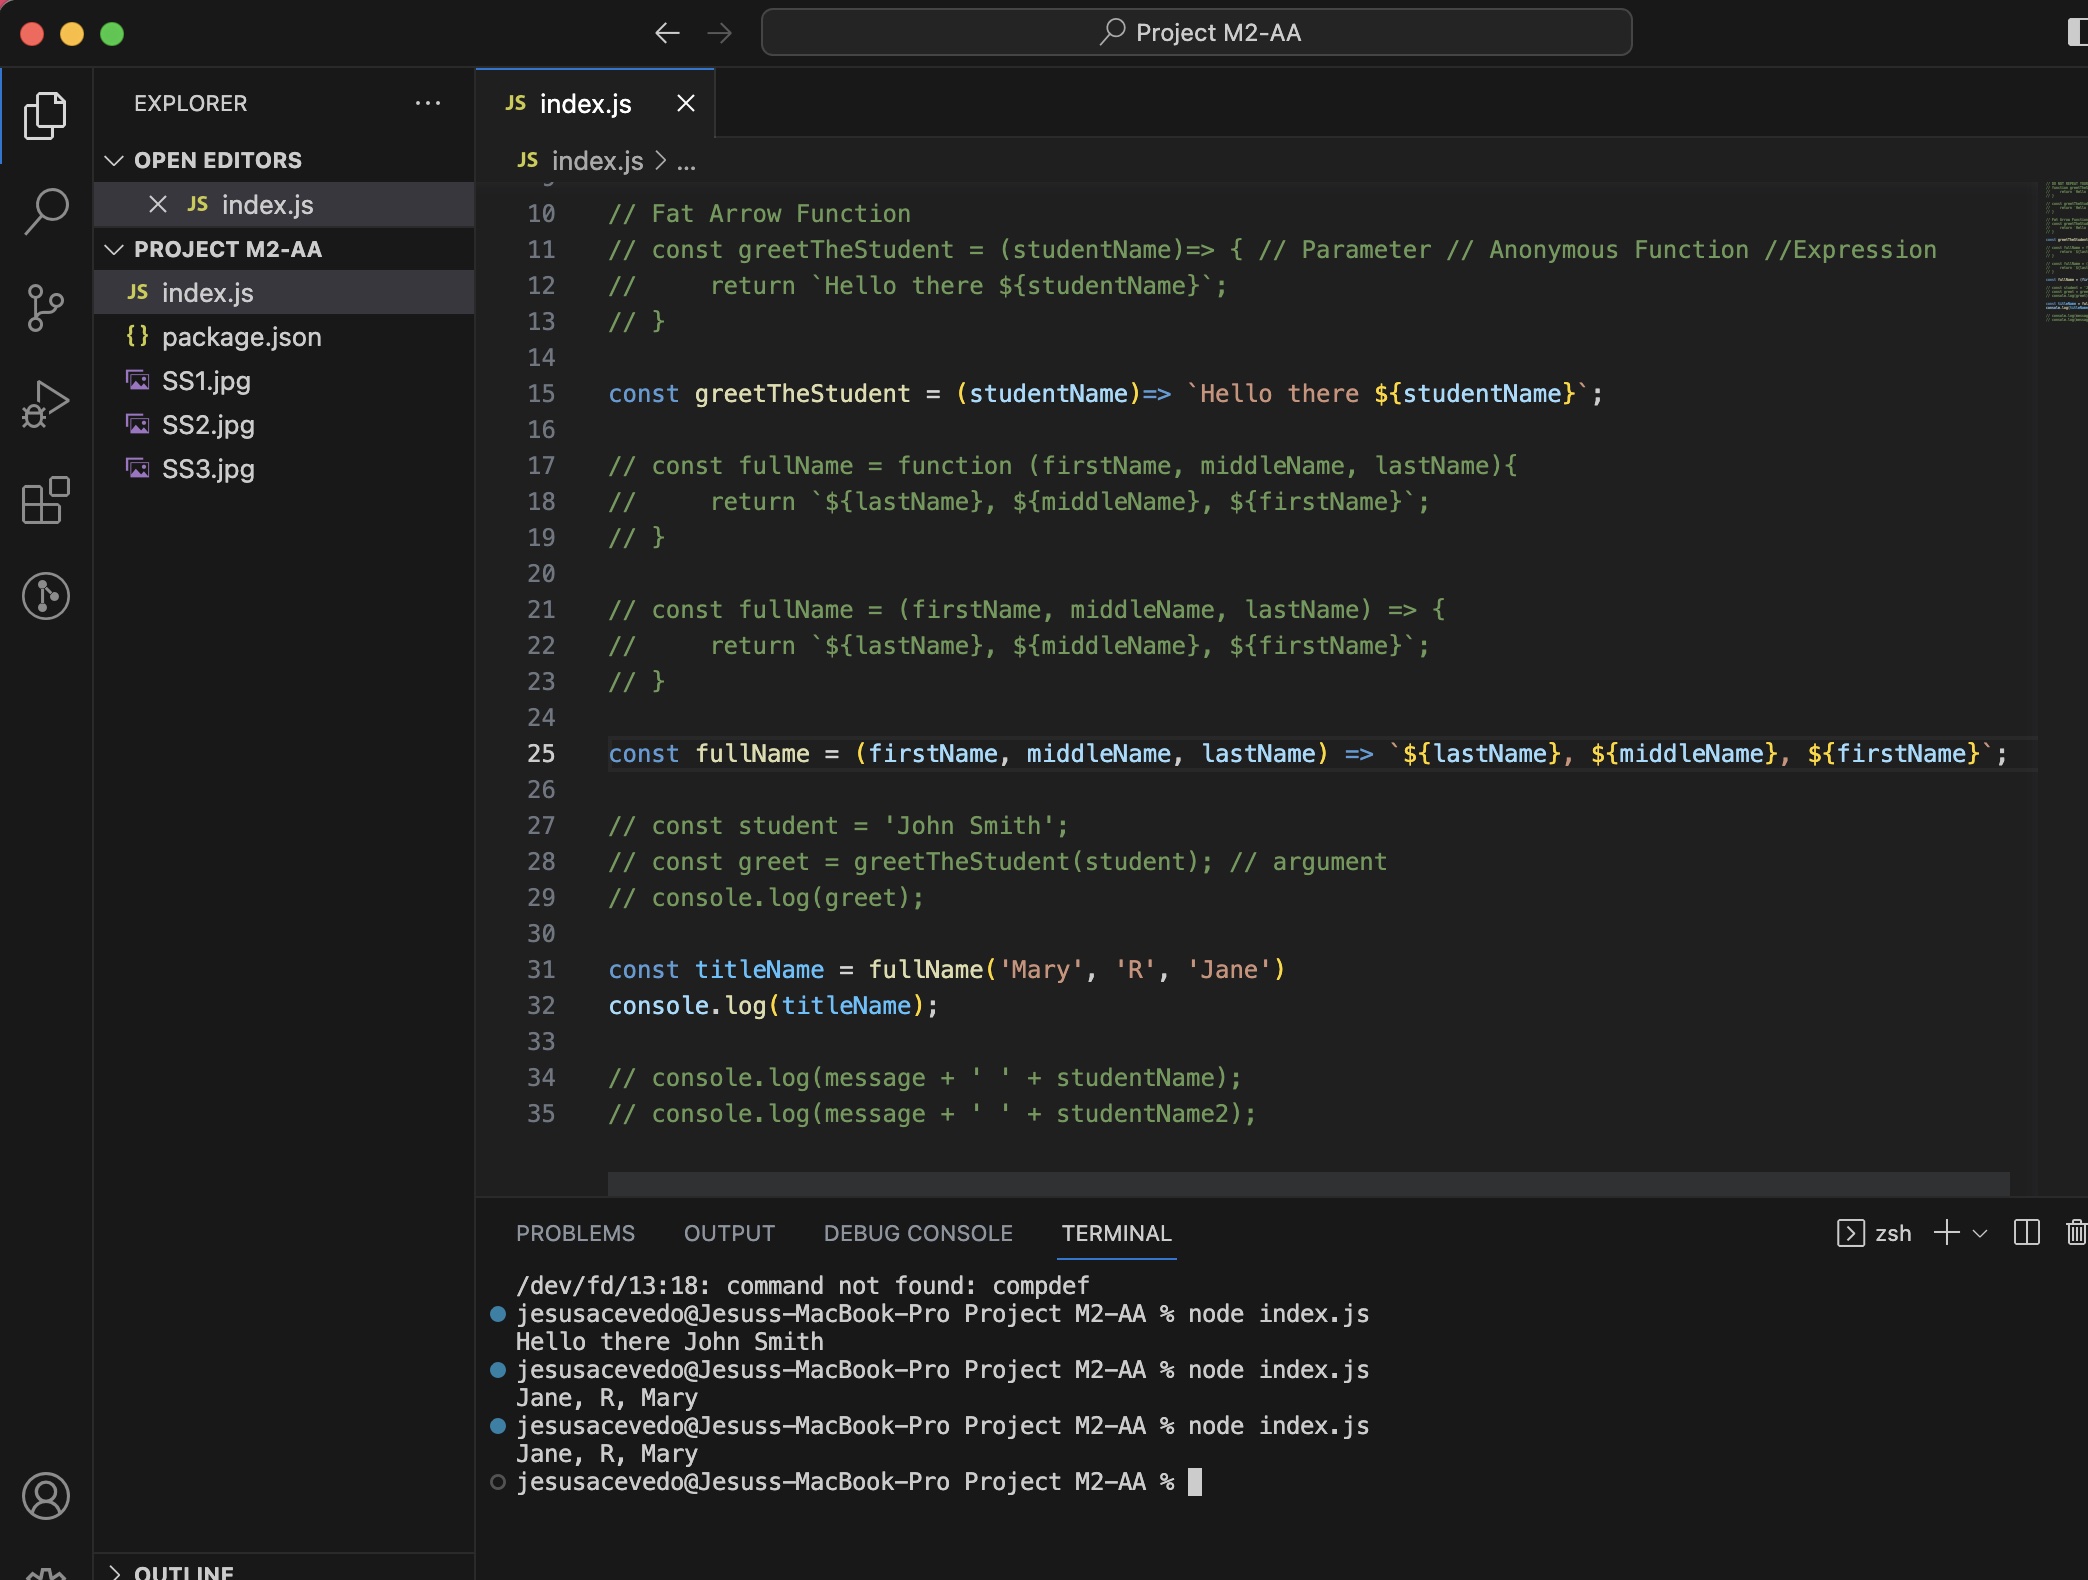 Project M2-AA
EXPLORER
OPEN EDITORS
JS index.js
PROJECT M2-AA
JS index.js
{} package.json
SS1.jpg
SS2.jpg
SS3.jpg
OUTLINE
JS index.js
JS index.js > ...
10 // Fat Arrow Function
11 // const greetTheStudent = (studentName)=> { // Parameter // Anonymous Function //Expression
12 //     return `Hello there ${studentName}`;
13 // }
14
15 const greetTheStudent = (studentName)=> `Hello there ${studentName}`;
16
17 // const fullName = function (firstName, middleName, lastName){
18 //     return `${lastName}, ${middleName}, ${firstName}`;
19 // }
20
21 // const fullName = (firstName, middleName, lastName) => {
22 //     return `${lastName}, ${middleName}, ${firstName}`;
23 // }
24
25 const fullName = (firstName, middleName, lastName) => `${lastName}, ${middleName}, ${firstName}`;
26
27 // const student = 'John Smith';
28 // const greet = greetTheStudent(student); // argument
29 // console.log(greet);
30
31 const titleName = fullName('Mary', 'R', 'Jane')
32 console.log(titleName);
33
34 // console.log(message + ' ' + studentName);
35 // console.log(message + ' ' + studentName2);
PROBLEMS OUTPUT DEBUG CONSOLE TERMINAL zsh
/dev/fd/13:18: command not found: compdef
jesusacevedo@Jesuss-MacBook-Pro Project M2-AA % node index.js
Hello there John Smith
jesusacevedo@Jesuss-MacBook-Pro Project M2-AA % node index.js
Jane, R, Mary
jesusacevedo@Jesuss-MacBook-Pro Project M2-AA % node index.js
Jane, R, Mary
jesusacevedo@Jesuss-MacBook-Pro Project M2-AA %